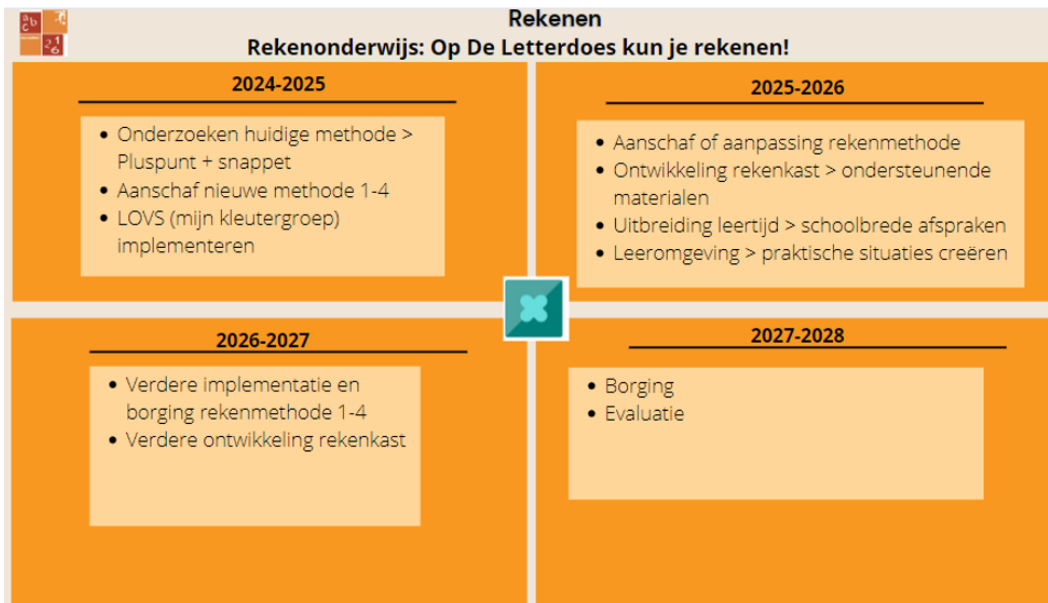 Rekenen
Rekenonderwijs: Op De Letterdoes kun je rekenen!
2024-2025
• Onderzoeken huidige methode >
Pluspunt + snappet
• Aanschaf nieuwe methode 1-4
• LOVS (mijn kleutergroep)
implementeren
2025-2026
• Aanschaf of aanpassing rekenmethode
• Ontwikkeling rekenkast > ondersteunende
materialen
• Uitbreiding leertijd > schoolbrede afspraken
• Leeromgeving > praktische situaties creëren
2026-2027
• Verdere implementatie en
borging rekenmethode 1-4
• Verdere ontwikkeling rekenkast
2027-2028
• Borging
• Evaluatie